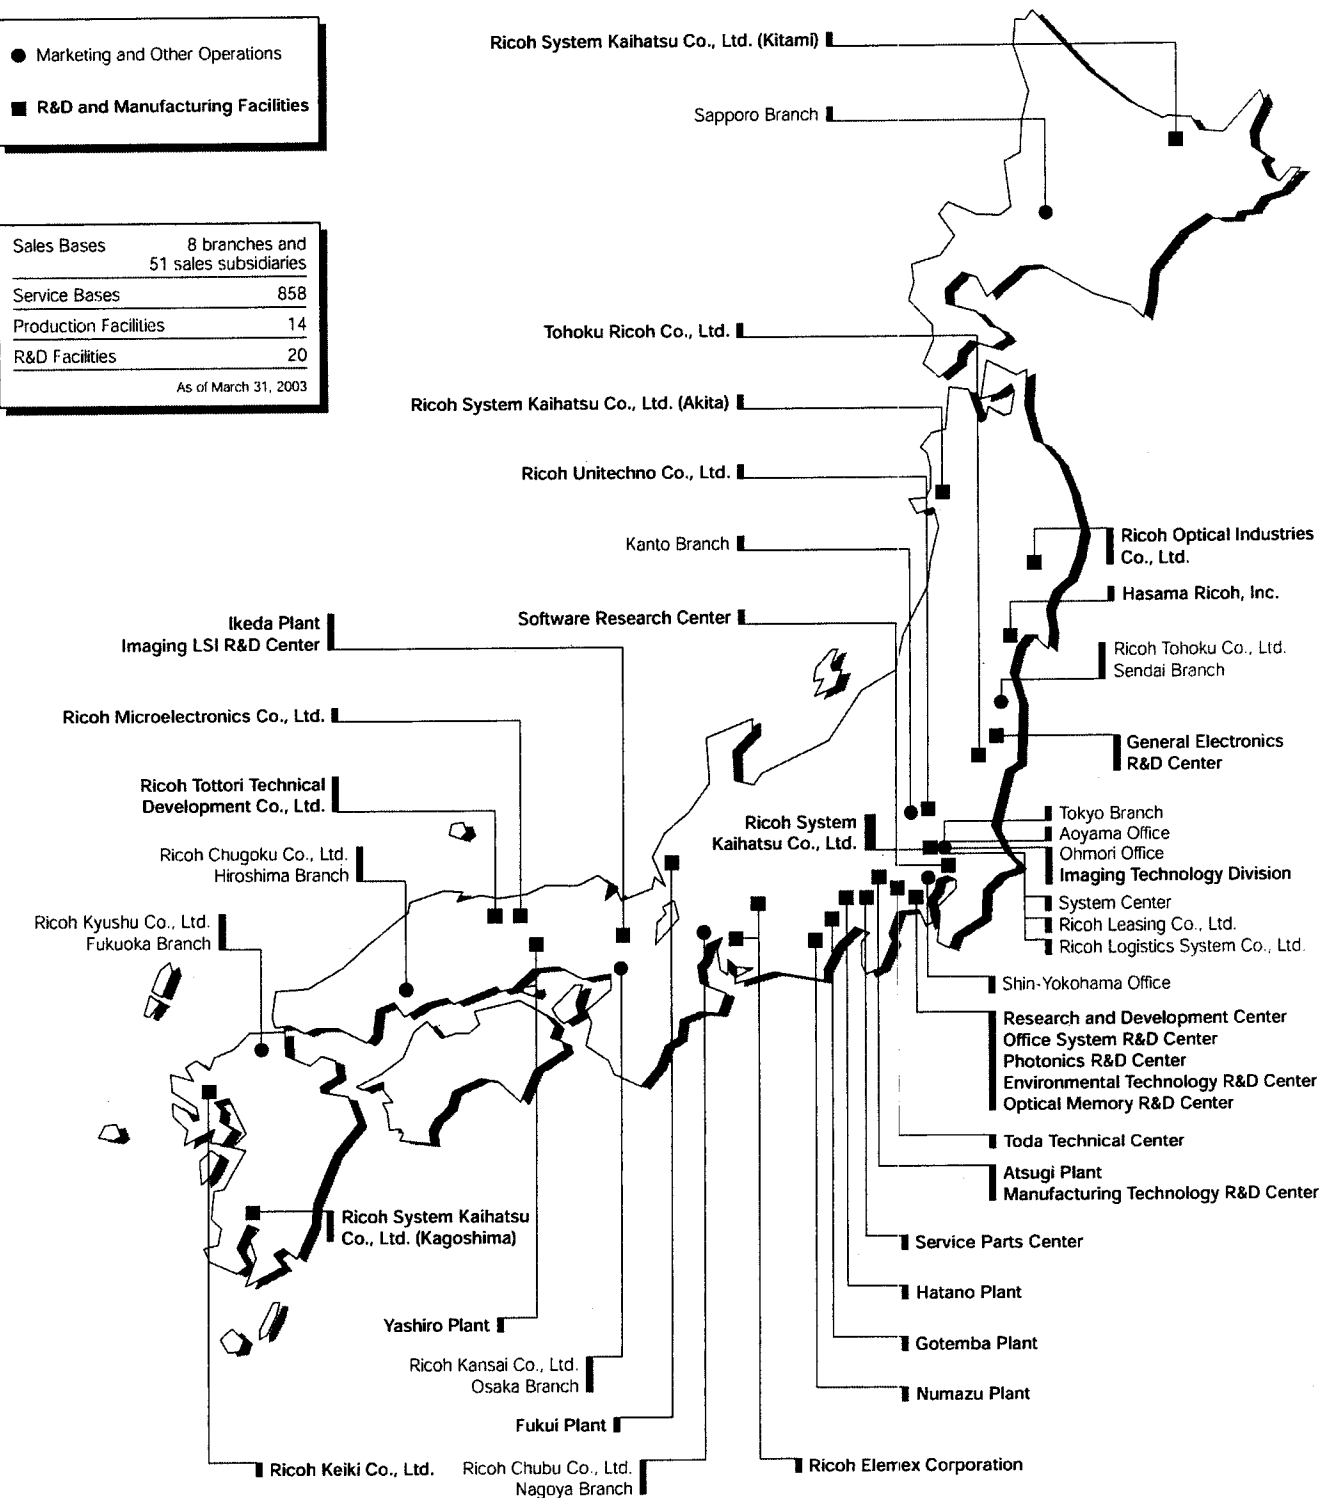 Marketing and Other Operations
R&D and Manufacturing Facilities
Sales Bases 8 branches and
51 sales subsidiaries
Service Bases 858
Production Facilities 14
R&D Facilities 20
As of March 31, 2003
Ricoh System Kaihatsu Co., Ltd. (Kitami)
Sapporo Branch
Tohoku Ricoh Co., Ltd.
Ricoh System Kaihatsu Co., Ltd. (Akita)
Ricoh Unitechno Co., Ltd.
Kanto Branch
Software Research Center
Ricoh Optical Industries
Co., Ltd.
Hasama Ricoh, Inc.
Ricoh Tohoku Co., Ltd.
Sendai Branch
General Electronics
R&D Center
Ikeda Plant
Imaging LSI R&D Center
Ricoh Microelectronics Co., Ltd.
Ricoh Tottori Technical
Development Co., Ltd.
Ricoh Chugoku Co., Ltd.
Hiroshima Branch
Ricoh Kyushu Co., Ltd.
Fukuoka Branch
Ricoh System
Kaihatsu Co., Ltd.
Tokyo Branch
Aoyama Office
Ohmori Office
Imaging Technology Division
System Center
Ricoh Leasing Co., Ltd.
Ricoh Logistics System Co., Ltd.
Shin-Yokohama Office
Research and Development Center
Office System R&D Center
Photonics R&D Center
Environmental Technology R&D Center
Optical Memory R&D Center
Toda Technical Center
Atsugi Plant
Manufacturing Technology R&D Center
Service Parts Center
Hatano Plant
Gotemba Plant
Numazu Plant
Ricoh Elemex Corporation
Ricoh System Kaihatsu
Co., Ltd. (Kagoshima)
Yashiro Plant
Ricoh Kansai Co., Ltd.
Osaka Branch
Fukui Plant
Ricoh Keiki Co., Ltd.
Ricoh Chubu Co., Ltd.
Nagoya Branch